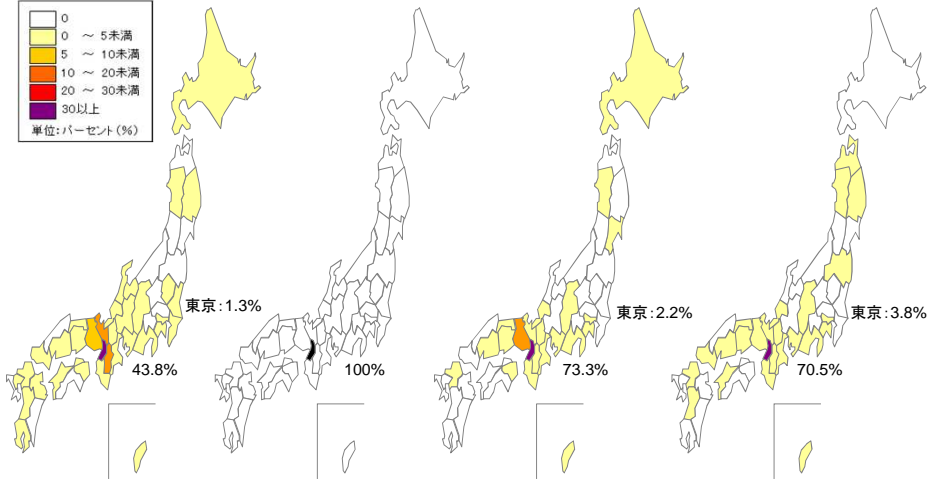 0
0 ～ 5未満
5 ～ 10未満
10 ～ 20未満
20 ～ 30未満
30以上
単位：パーセント（%）
東京：1.3%
43.8%
100%
東京：2.2%
73.3%
東京：3.8%
70.5%